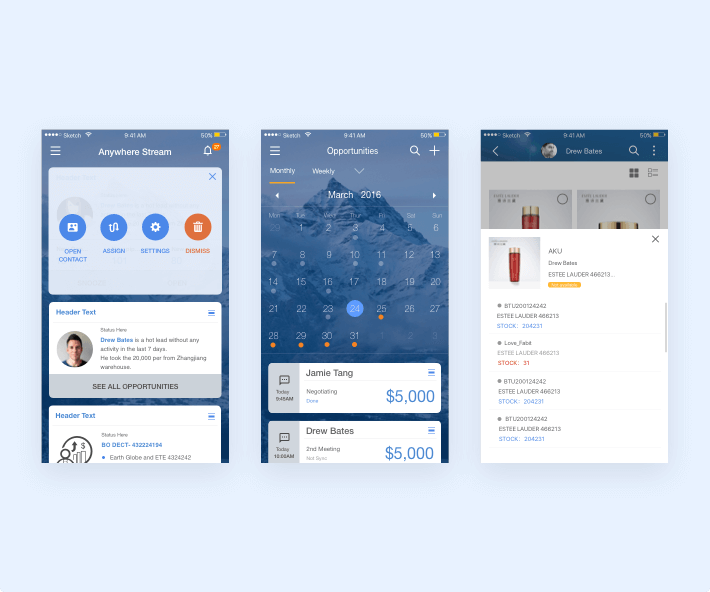 Sketch 9:41 AM 50%
Anywhere Stream 27
OPEN CONTACT
ASSIGN
SETTINGS
DISMISS
Header Text
Status Here
Drew Bates is a hot lead without any
activity in the last 7 days.
He took the 20,000 per from Zhangjiang
warehouse.
SEE ALL OPPORTUNITIES
Header Text
Status Here
BO DECT- 432224194
Earth Globe and ETE 4324242
Sketch 9:41 AM 50%
Opportunities
Monthly Weekly
March 2016
Mon Tue Wed Thur Fri Sat Sun
29 1 2 3 4 5 6
7 8 9 10 11 12 13
14 15 16 17 18 19 20
21 22 23 24 25 26 27
28 29 30 31
Jamie Tang
Today
9:48AM
Negotiating
Done
$5,000
Drew Bates
Today
10:00AM
2nd Meeting
Not Sync
$5,000
Sketch 9:41 AM 50%
Drew Bates
AKU
Drew Bates
ESTEE LAUDER 466213...
BTU200124242
ESTEE LAUDER 466213
STOCK: 204231
Love_Fabit
ESTEE LAUDER 466213
STOCK: 31
BTU200124242
ESTEE LAUDER 466213
STOCK: 204231
BTU200124242
ESTEE LAUDER 466213
STOCK: 204231